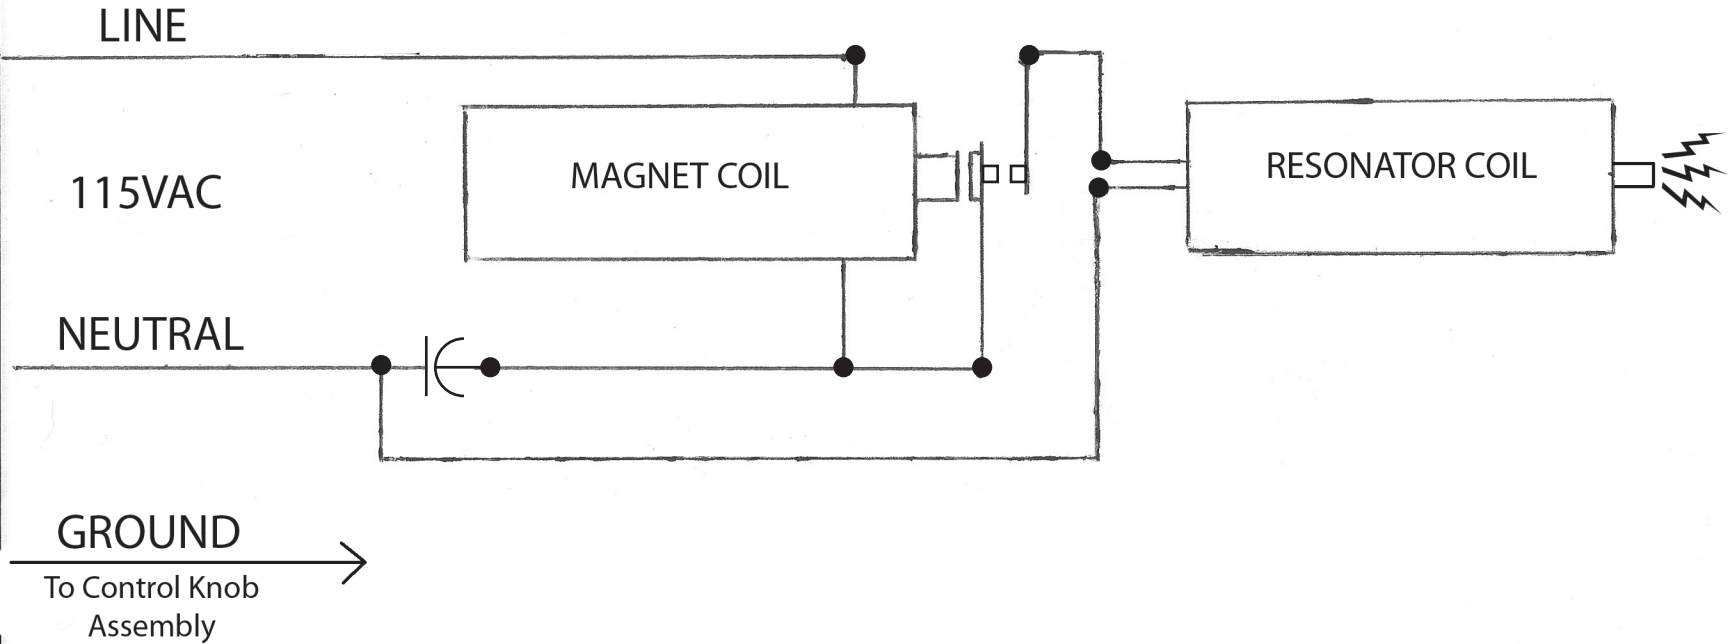 LINE
MAGNET COIL
RESONATOR COIL
115VAC
NEUTRAL
GROUND
To Control Knob
Assembly